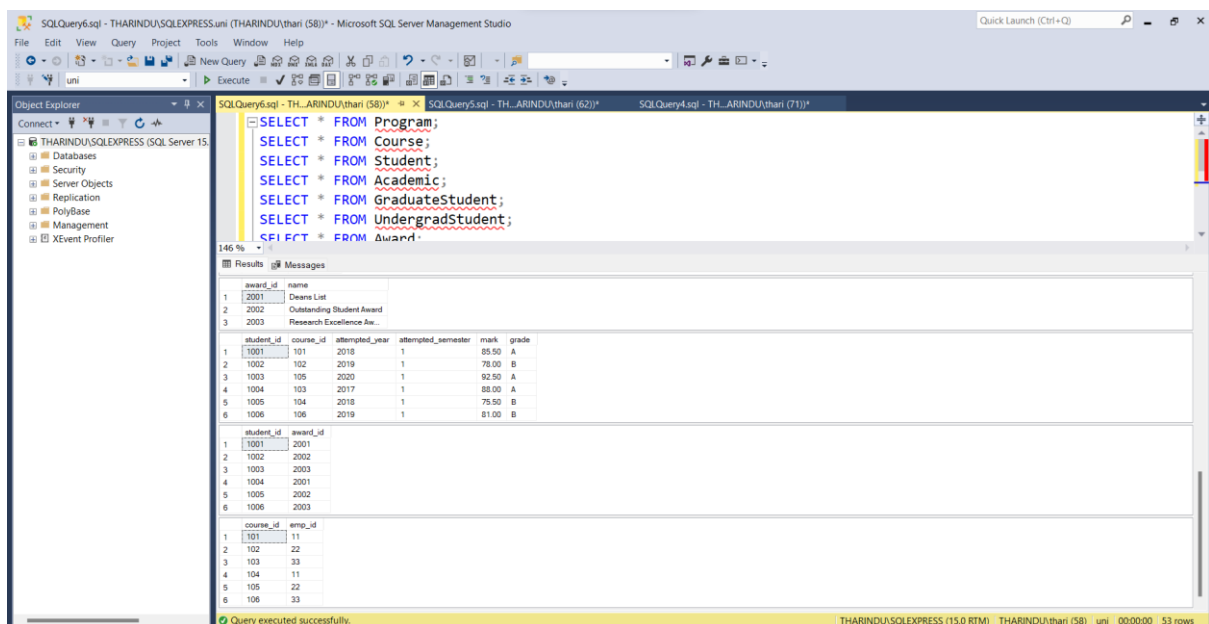 SQLQuery6.sql - THARINDU\SQLEXPRESS.uni (THARINDU\thari (58))* - Microsoft SQL Server Management Studio
Quick Launch (Ctrl+Q)
File Edit View Query Project Tools Window Help
New Query
uni
Execute
Object Explorer
SQLQuery6.sql - TH...ARINDU\thari (58))*
SQLQuery5.sql - TH...ARINDU\thari (62))*
SQLQuery4.sql - TH...ARINDU\thari (71))*
Connect
THARINDU\SQLEXPRESS (SQL Server 15.
Databases
Security
Server Objects
Replication
PolyBase
Management
XEvent Profiler
SELECT * FROM Program;
SELECT * FROM Course;
SELECT * FROM Student;
SELECT * FROM Academic;
SELECT * FROM GraduateStudent;
SELECT * FROM UndergradStudent;
SELECT * FROM Award;
146 %
Results Messages
award_id name
1 2001 Deans List
2 2002 Outstanding Student Award
3 2003 Research Excellence Aw...
student_id course_id attempted_year attempted_semester mark grade
1 1001 101 2018 1 85.50 A
2 1002 102 2019 1 78.00 B
3 1003 105 2020 1 92.50 A
4 1004 103 2017 1 88.00 A
5 1005 104 2018 1 75.50 B
6 1006 106 2019 1 81.00 B
student_id award_id
1 1001 2001
2 1002 2002
3 1003 2003
4 1004 2001
5 1005 2002
6 1006 2003
course_id emp_id
1 101 11
2 102 22
3 103 33
4 104 11
5 105 22
6 106 33
Query executed successfully.
THARINDU\SQLEXPRESS (15.0 RTM) THARINDU\thari (58) uni 00:00:00 53 rows